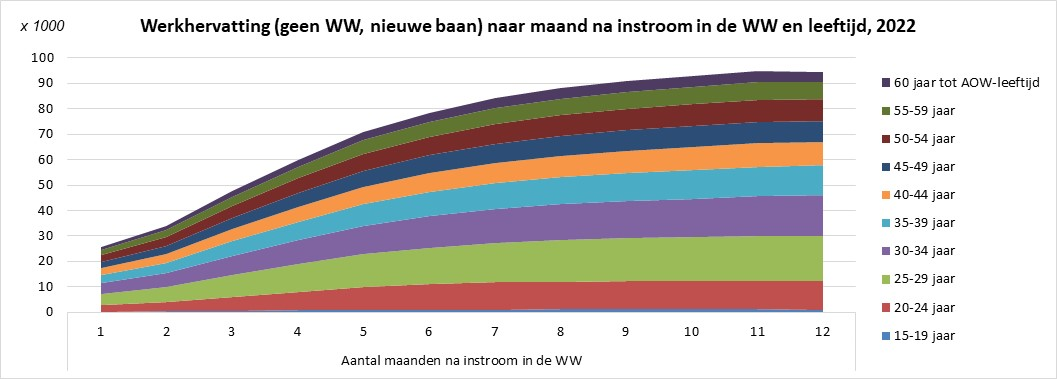 x 1000
Werkhervatting (geen WW, nieuwe baan) naar maand na instroom in de WW en leeftijd, 2022
100
90
80
70
60
50
40
30
20
10
0
1 2 3 4 5 6 7 8 9 10 11 12
Aantal maanden na instroom in de WW
60 jaar tot AOW-leeftijd
55-59 jaar
50-54 jaar
45-49 jaar
40-44 jaar
35-39 jaar
30-34 jaar
25-29 jaar
20-24 jaar
15-19 jaar